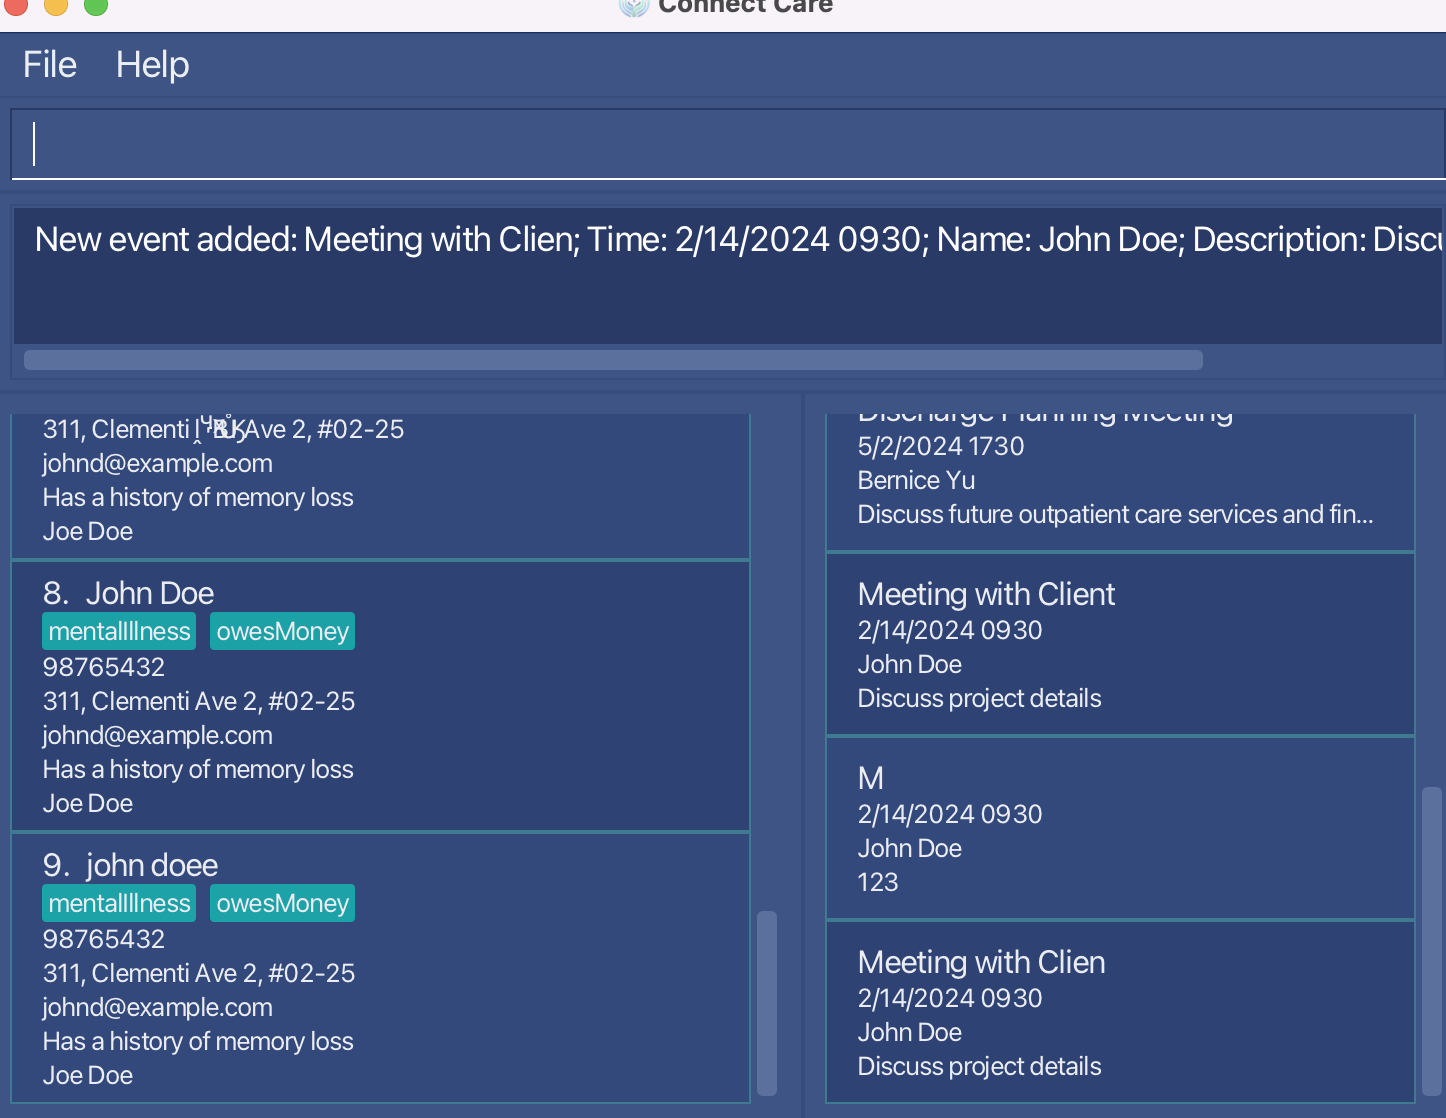 Connect Care
File Help
New event added: Meeting with Clien; Time: 2/14/2024 0930; Name: John Doe; Description:
311, Clementi Ave 2, #02-25
johnd@example.com
Has a history of memory loss
Joe Doe
8. John Doe
mentalIllness owesMoney
98765432
311, Clementi Ave 2, #02-25
johnd@example.com
Has a history of memory loss
Joe Doe
9. john doee
mentalIllness owesMoney
98765432
311, Clementi Ave 2, #02-25
johnd@example.com
Has a history of memory loss
Joe Doe
Discharge Planning Meeting
5/2/2024 1730
Bernice Yu
Discuss future outpatient care services and fin...
Meeting with Client
2/14/2024 0930
John Doe
Discuss project details
M
2/14/2024 0930
John Doe
123
Meeting with Clien
2/14/2024 0930
John Doe
Discuss project details